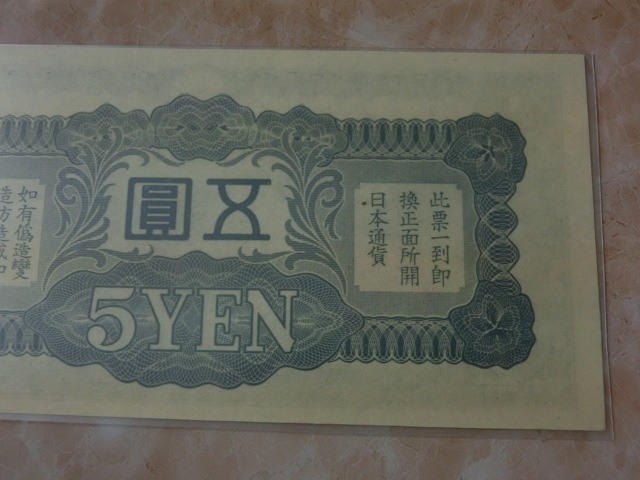 此票一到卽
換正面所開
日本通貨
五圓
5YEN
如有偽造變